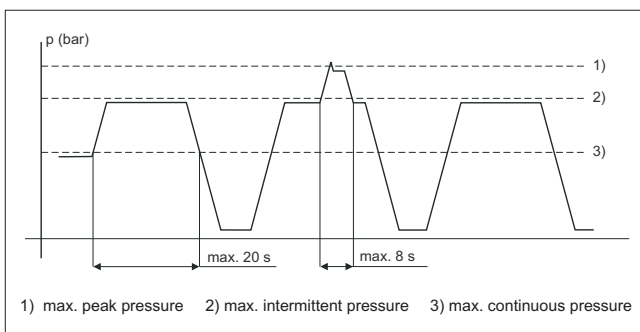 p (bar)
1)
2)
3)
max. 20 s
max. 8 s
1) max. peak pressure 2) max. intermittent pressure 3) max. continuous pressure